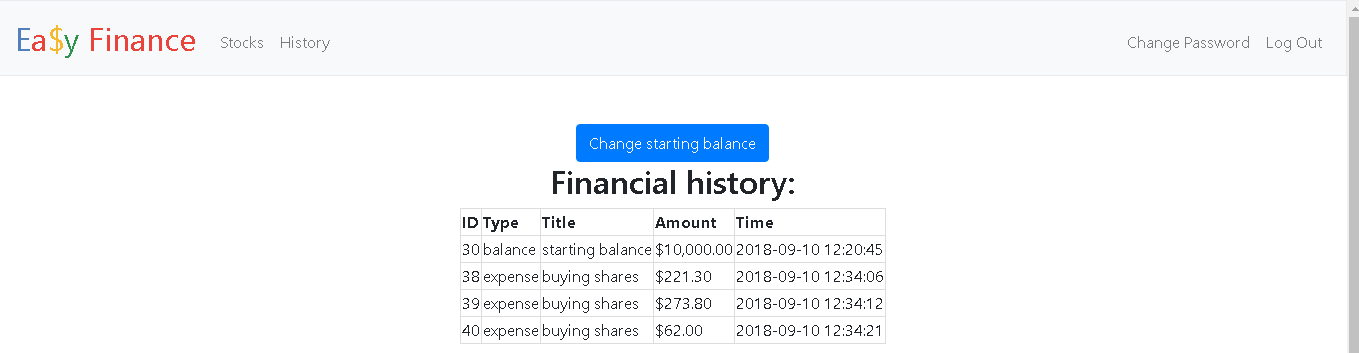 Ea$y Finance Stocks History Change Password Log Out
Change starting balance
Financial history:
ID Type Title Amount Time
30 balance starting balance $10,000.00 2018-09-10 12:20:45
38 expense buying shares $221.30 2018-09-10 12:34:06
39 expense buying shares $273.80 2018-09-10 12:34:12
40 expense buying shares $62.00 2018-09-10 12:34:21